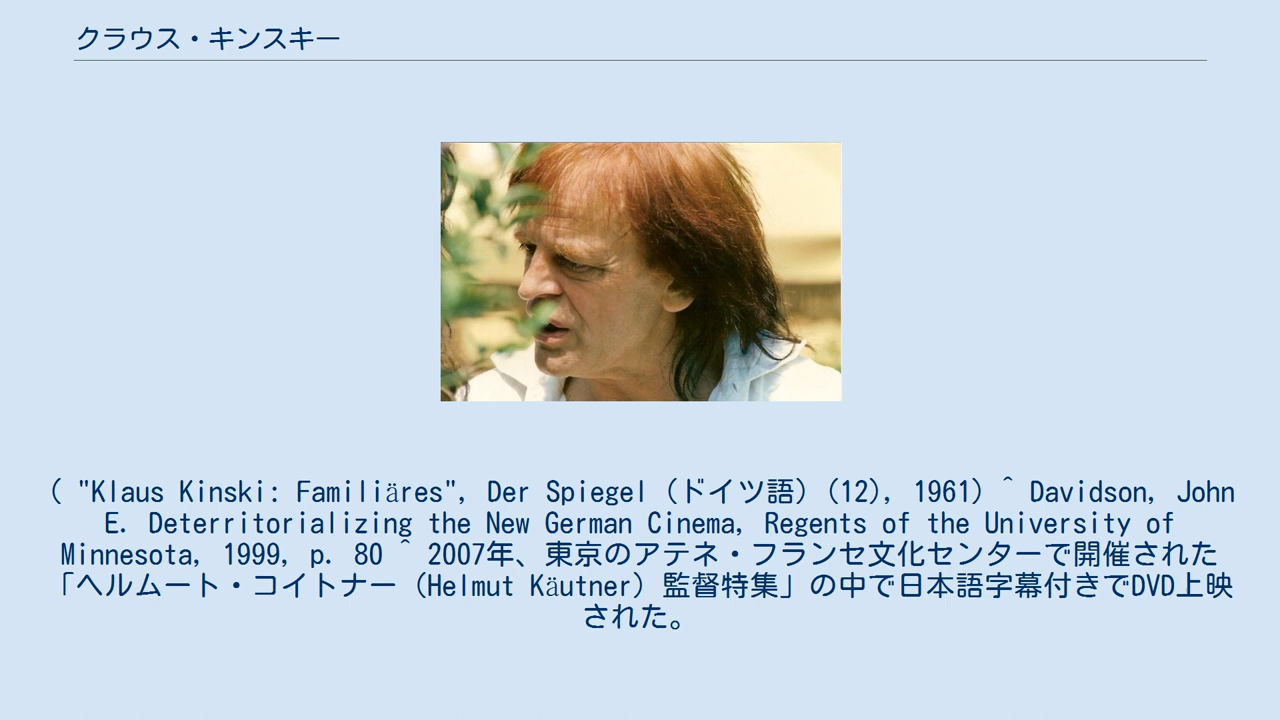 クラウス・キンスキー
( "Klaus Kinski: Familiäres", Der Spiegel (ドイツ語) (12), 1961) ^ Davidson, John
E. Deterritorializing the New German Cinema, Regents of the University of
Minnesota, 1999, p. 80 ^ 2007年、東京のアテネ・フランセ文化センターで開催された
「ヘルムート・コイトナー (Helmut Käutner) 監督特集」の中で日本語字幕付きでDVD上映
された。